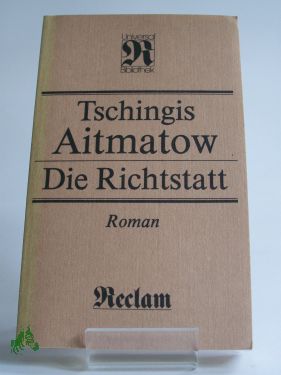 Universal
R
Bibliothek
Tschingis
Aitmatow
Die Richtstatt
Roman
Reclam